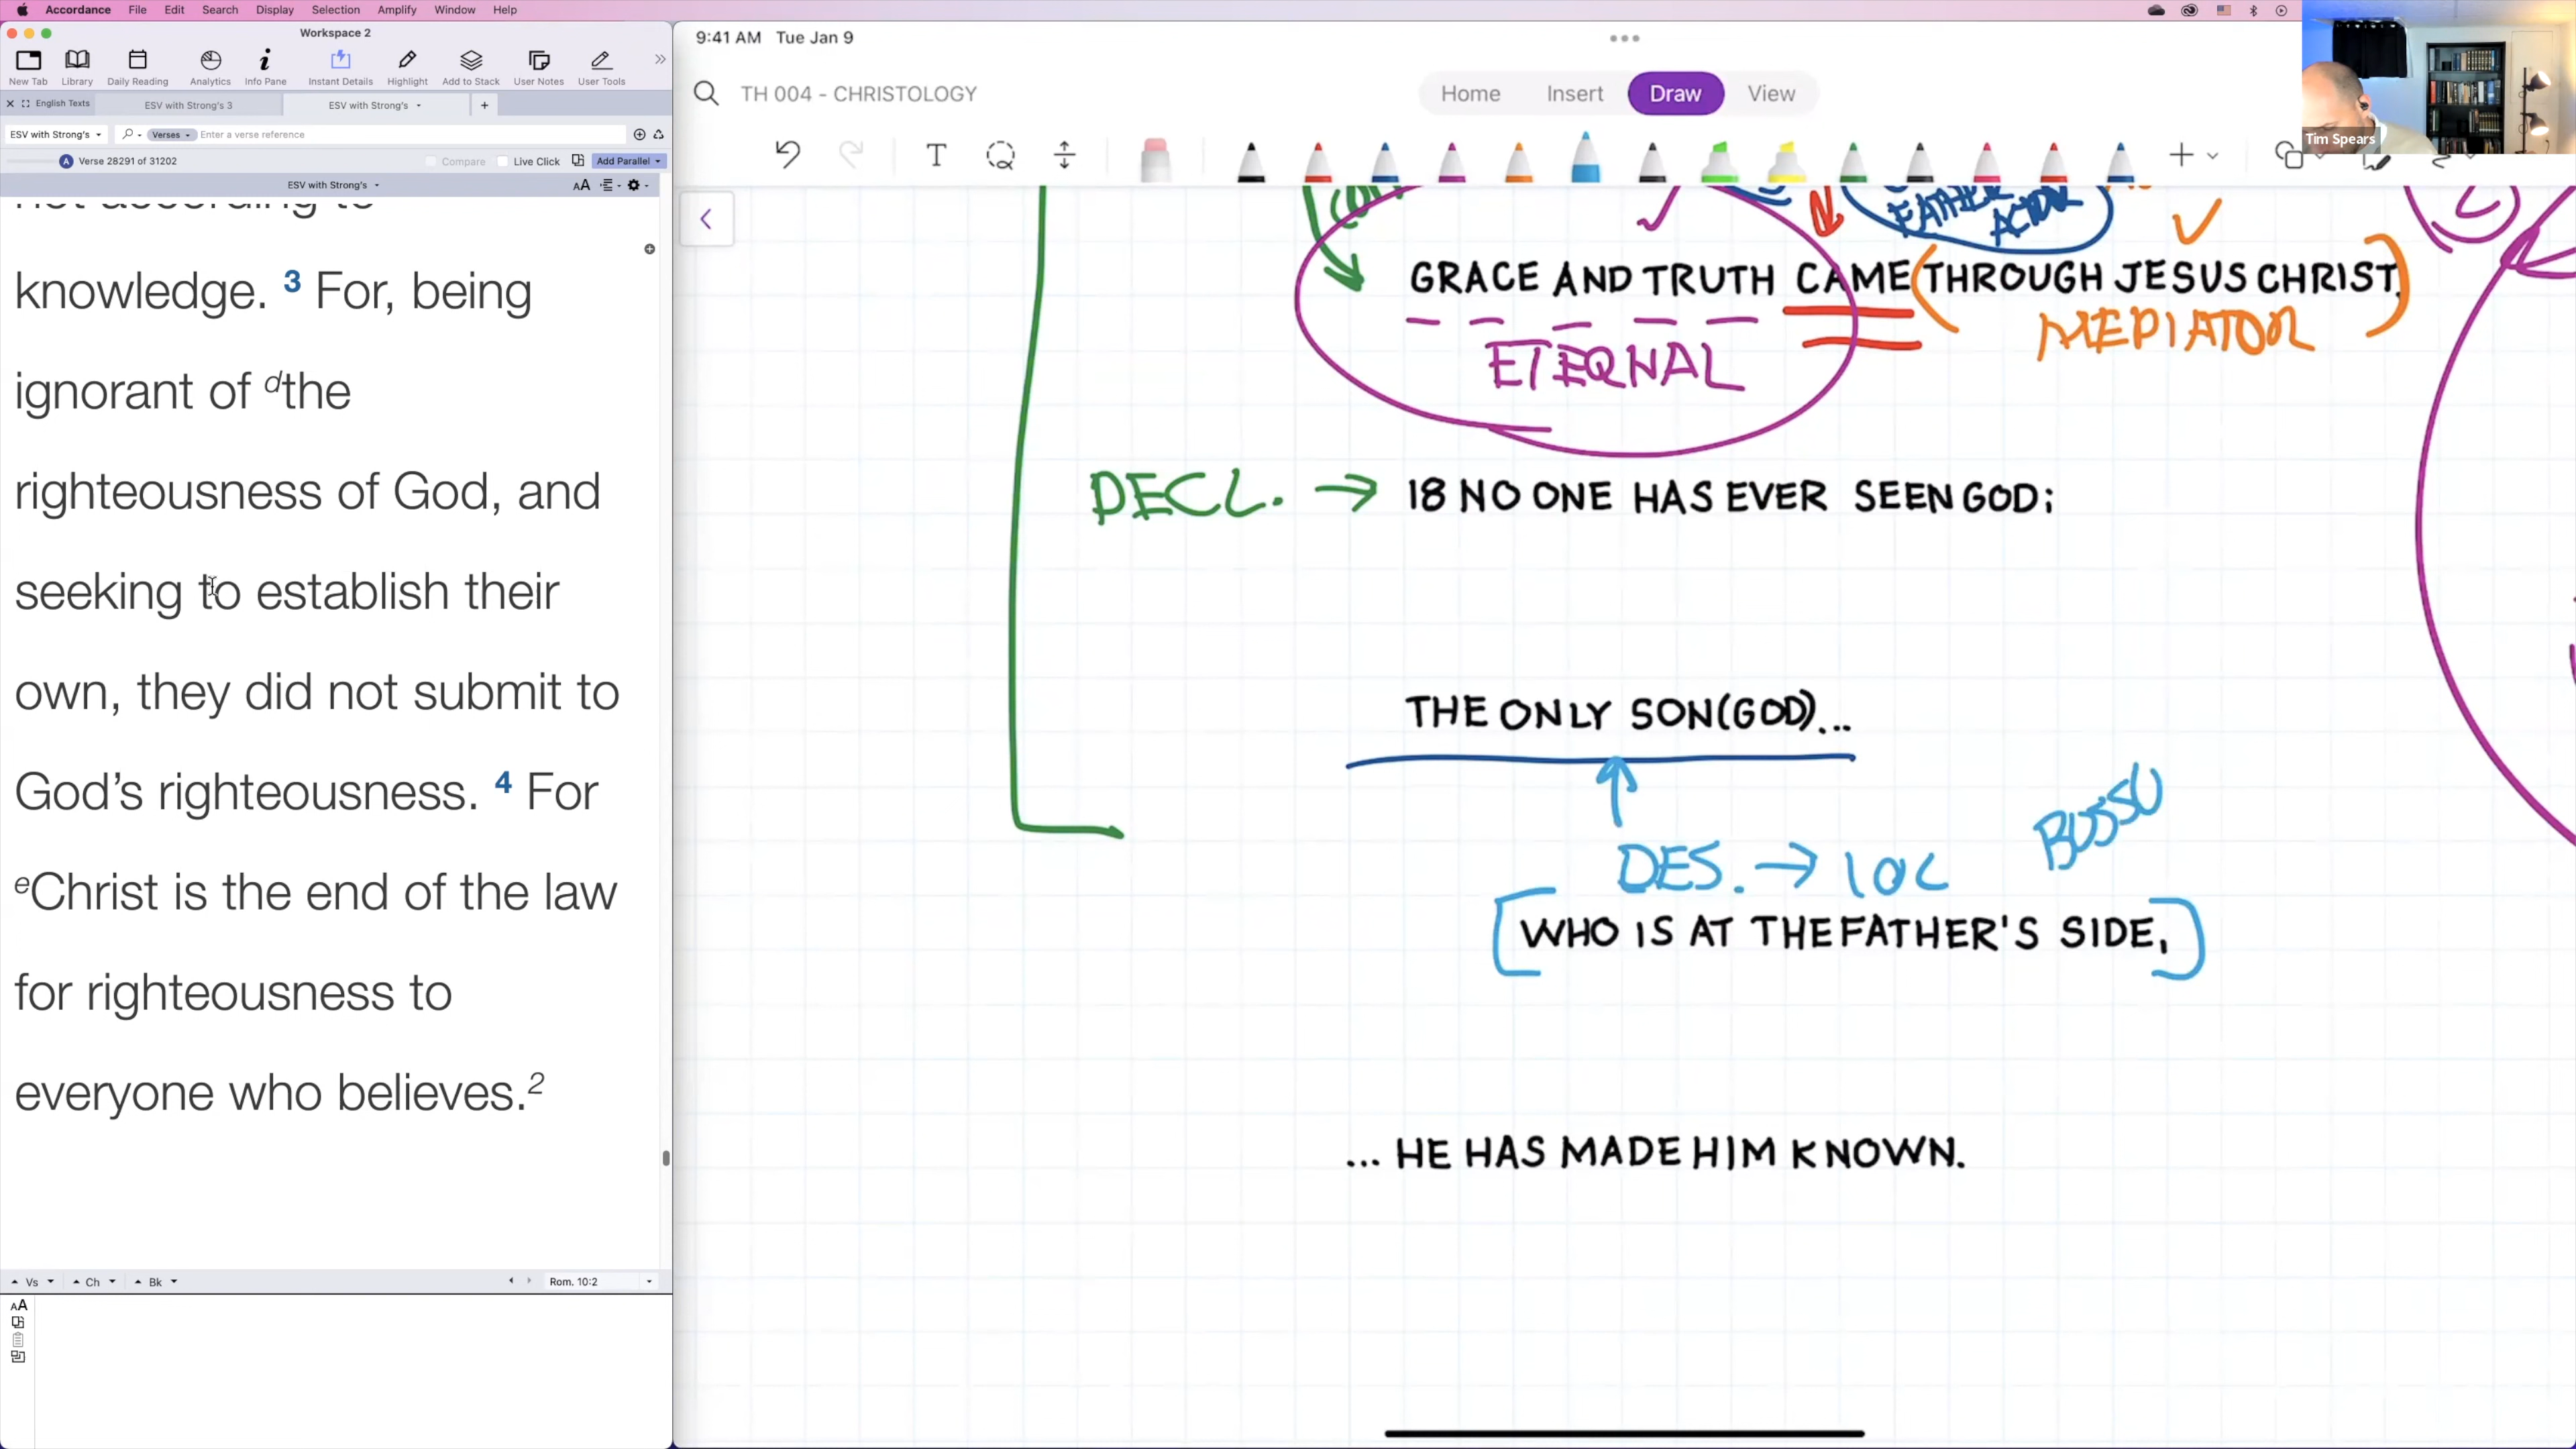 Accordance File Edit Search Display Selection Amplify Window Help
Workspace 2
New Tab Library Daily Reading Analytics Info Pane Instant Details Highlight Add to Stack User Notes User Tools
English Texts ESV with Strong's 3 ESV with Strong's
ESV with Strong's Verses Enter a verse reference
Verse 28291 of 31202 Compare Live Click Add Parallel
ESV with Strong's
not according to
knowledge. 3 For, being
ignorant of dthe
righteousness of God, and
seeking to establish their
own, they did not submit to
God's righteousness. 4 For
eChrist is the end of the law
for righteousness to
everyone who believes.2
Vs Ch Bk Rom. 10:2
9:41 AM Tue Jan 9
TH 004 - CHRISTOLOGY
Home Insert Draw View
Tim Spears
FATHER
GRACE AND TRUTH CAME (THROUGH JESUS CHRIST.)
MEDIATOR
ETERNAL
DECL. → 18 NO ONE HAS EVER SEEN GOD;
THE ONLY SON(GOD)...
DES. → LOC
[WHO IS AT THE FATHER'S SIDE,]
... HE HAS MADE HIM KNOWN.